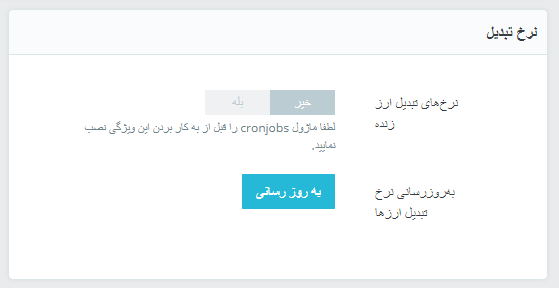 نرخ تبدیل
نرخ‌های تبدیل ارز
زنده
خیر
بله
لطفا ماژول cronjobs را قبل از به کار بردن این ویژگی نصب
نمایید.
به‌روزرسانی نرخ
تبدیل ارزها
به روز رسانی